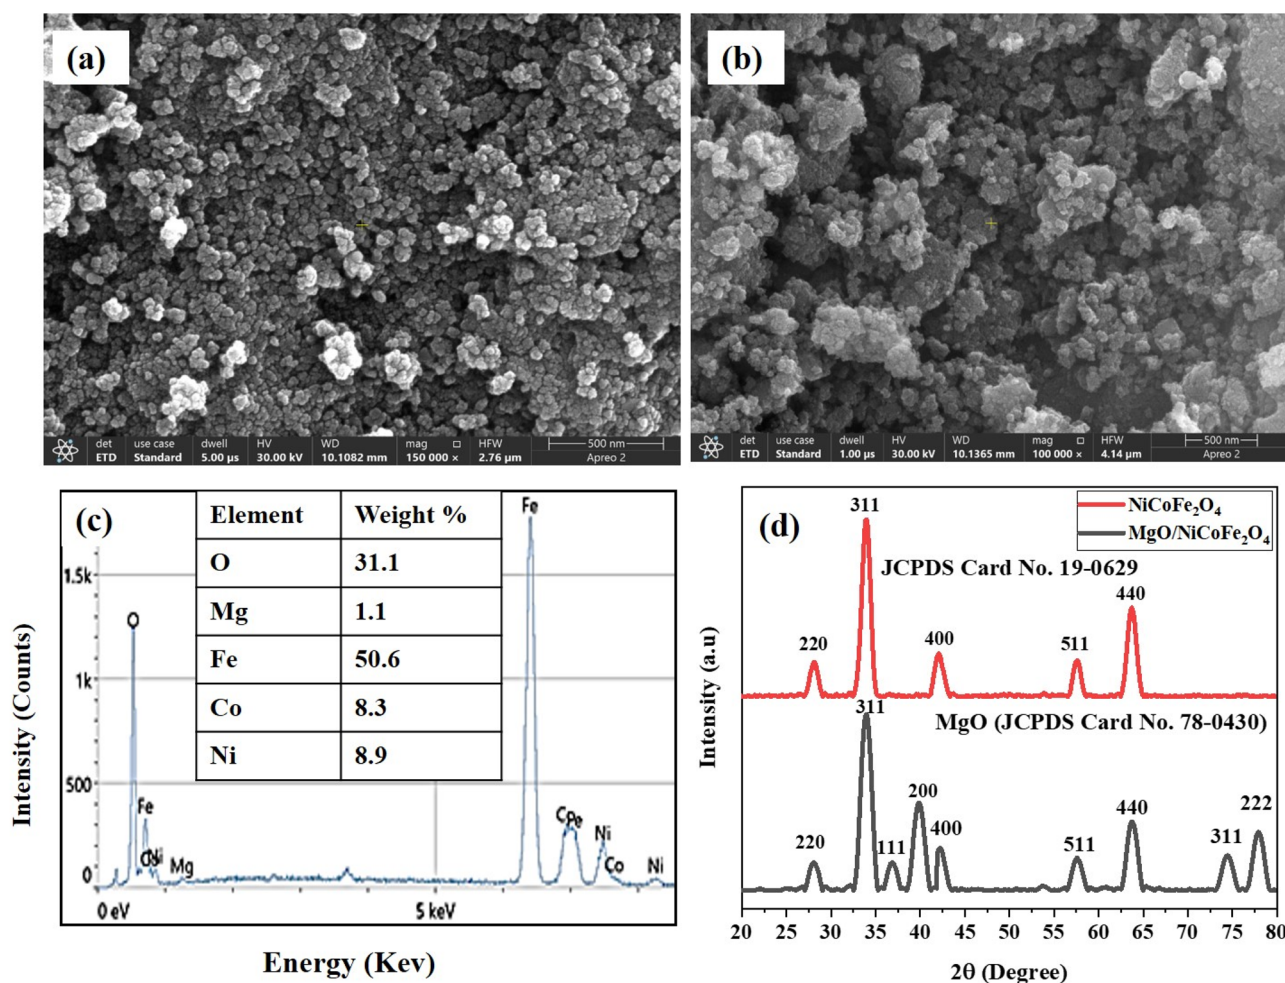 (a)
det use case dwell HV WD mag □ HFW 500 nm
ETD Standard 5.00 µs 30.00 kV 10.1082 mm 150 000 × 2.76 µm Apreo 2
(b)
det use case dwell HV WD mag □ HFW 500 nm
ETD Standard 1.00 µs 30.00 kV 10.1365 mm 100 000 × 4.14 µm Apreo 2
(c)
Element Weight %
O 31.1
Mg 1.1
Fe 50.6
Co 8.3
Ni 8.9
Intensity (Counts)
1.5k
1k
500
0
O
Fe
Ni
Mg
Fe
Fe
Ni
Co
Ni
0 eV 5 keV
Energy (Kev)
(d)
NiCoFe₂O₄
MgO/NiCoFe₂O₄
JCPDS Card No. 19-0629
220 311 400 511 440
MgO (JCPDS Card No. 78-0430)
220 311 111 200 400 511 440 311 222
Intensity (a.u)
20 25 30 35 40 45 50 55 60 65 70 75 80
2θ (Degree)